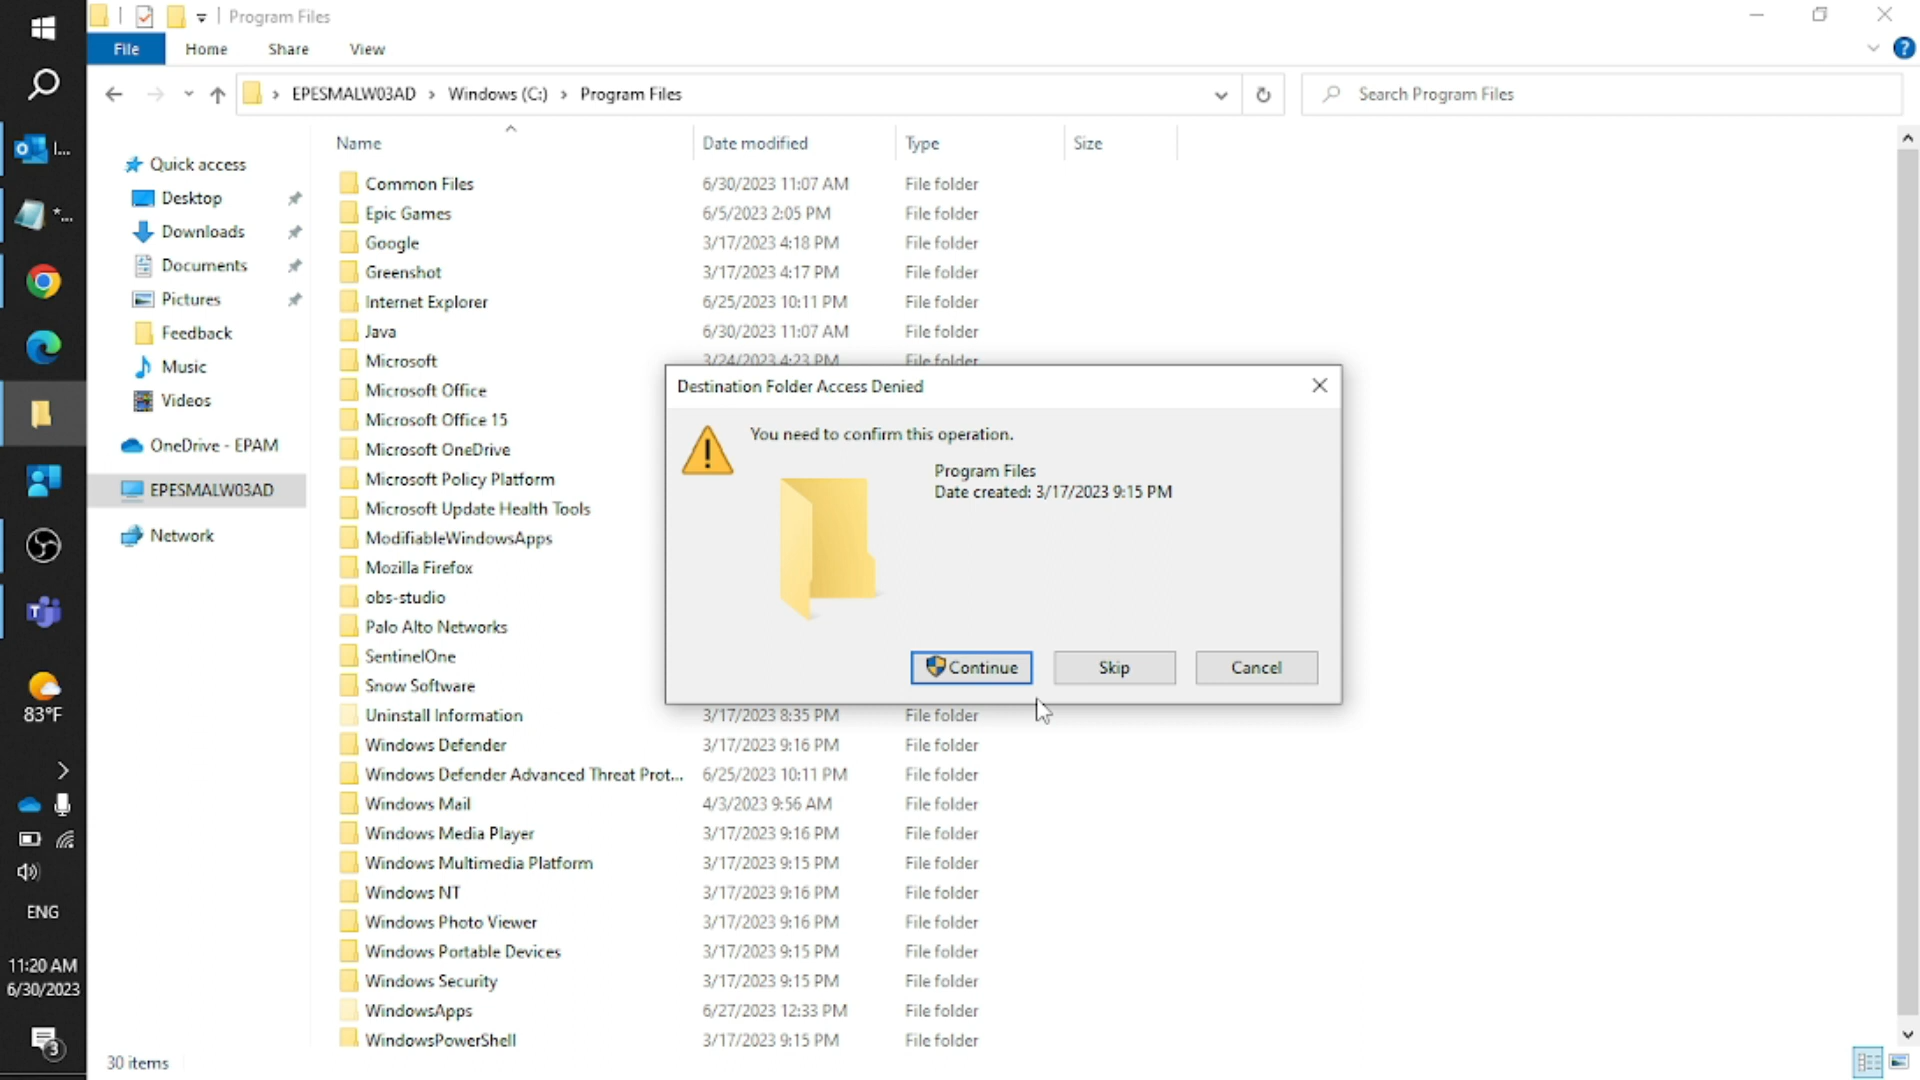 Program Files
File Home Share View
EPESMALW03AD › Windows (C:) › Program Files
Search Program Files
Name Date modified Type Size
Quick access
Desktop
Downloads
Documents
Pictures
Feedback
Music
Videos
OneDrive - EPAM
EPESMALW03AD
Network
Common Files 6/30/2023 11:07 AM File folder
Epic Games 6/5/2023 2:05 PM File folder
Google 3/17/2023 4:18 PM File folder
Greenshot 3/17/2023 4:17 PM File folder
Internet Explorer 6/25/2023 10:11 PM File folder
Java 6/30/2023 11:07 AM File folder
Microsoft 3/24/2023 4:23 PM File folder
Microsoft Office
Microsoft Office 15
Microsoft OneDrive
Microsoft Policy Platform
Microsoft Update Health Tools
ModifiableWindowsApps
Mozilla Firefox
obs-studio
Palo Alto Networks
SentinelOne
Snow Software
Uninstall Information 3/17/2023 8:35 PM File folder
Windows Defender 3/17/2023 9:16 PM File folder
Windows Defender Advanced Threat Prot... 6/25/2023 10:11 PM File folder
Windows Mail 4/3/2023 9:56 AM File folder
Windows Media Player 3/17/2023 9:16 PM File folder
Windows Multimedia Platform 3/17/2023 9:15 PM File folder
Windows NT 3/17/2023 9:16 PM File folder
Windows Photo Viewer 3/17/2023 9:16 PM File folder
Windows Portable Devices 3/17/2023 9:15 PM File folder
Windows Security 3/17/2023 9:15 PM File folder
WindowsApps 6/27/2023 12:33 PM File folder
WindowsPowerShell 3/17/2023 9:15 PM File folder
30 items
Destination Folder Access Denied
You need to confirm this operation.
Program Files
Date created: 3/17/2023 9:15 PM
Continue Skip Cancel
I...
*...
83°F
ENG
11:20 AM
6/30/2023
3